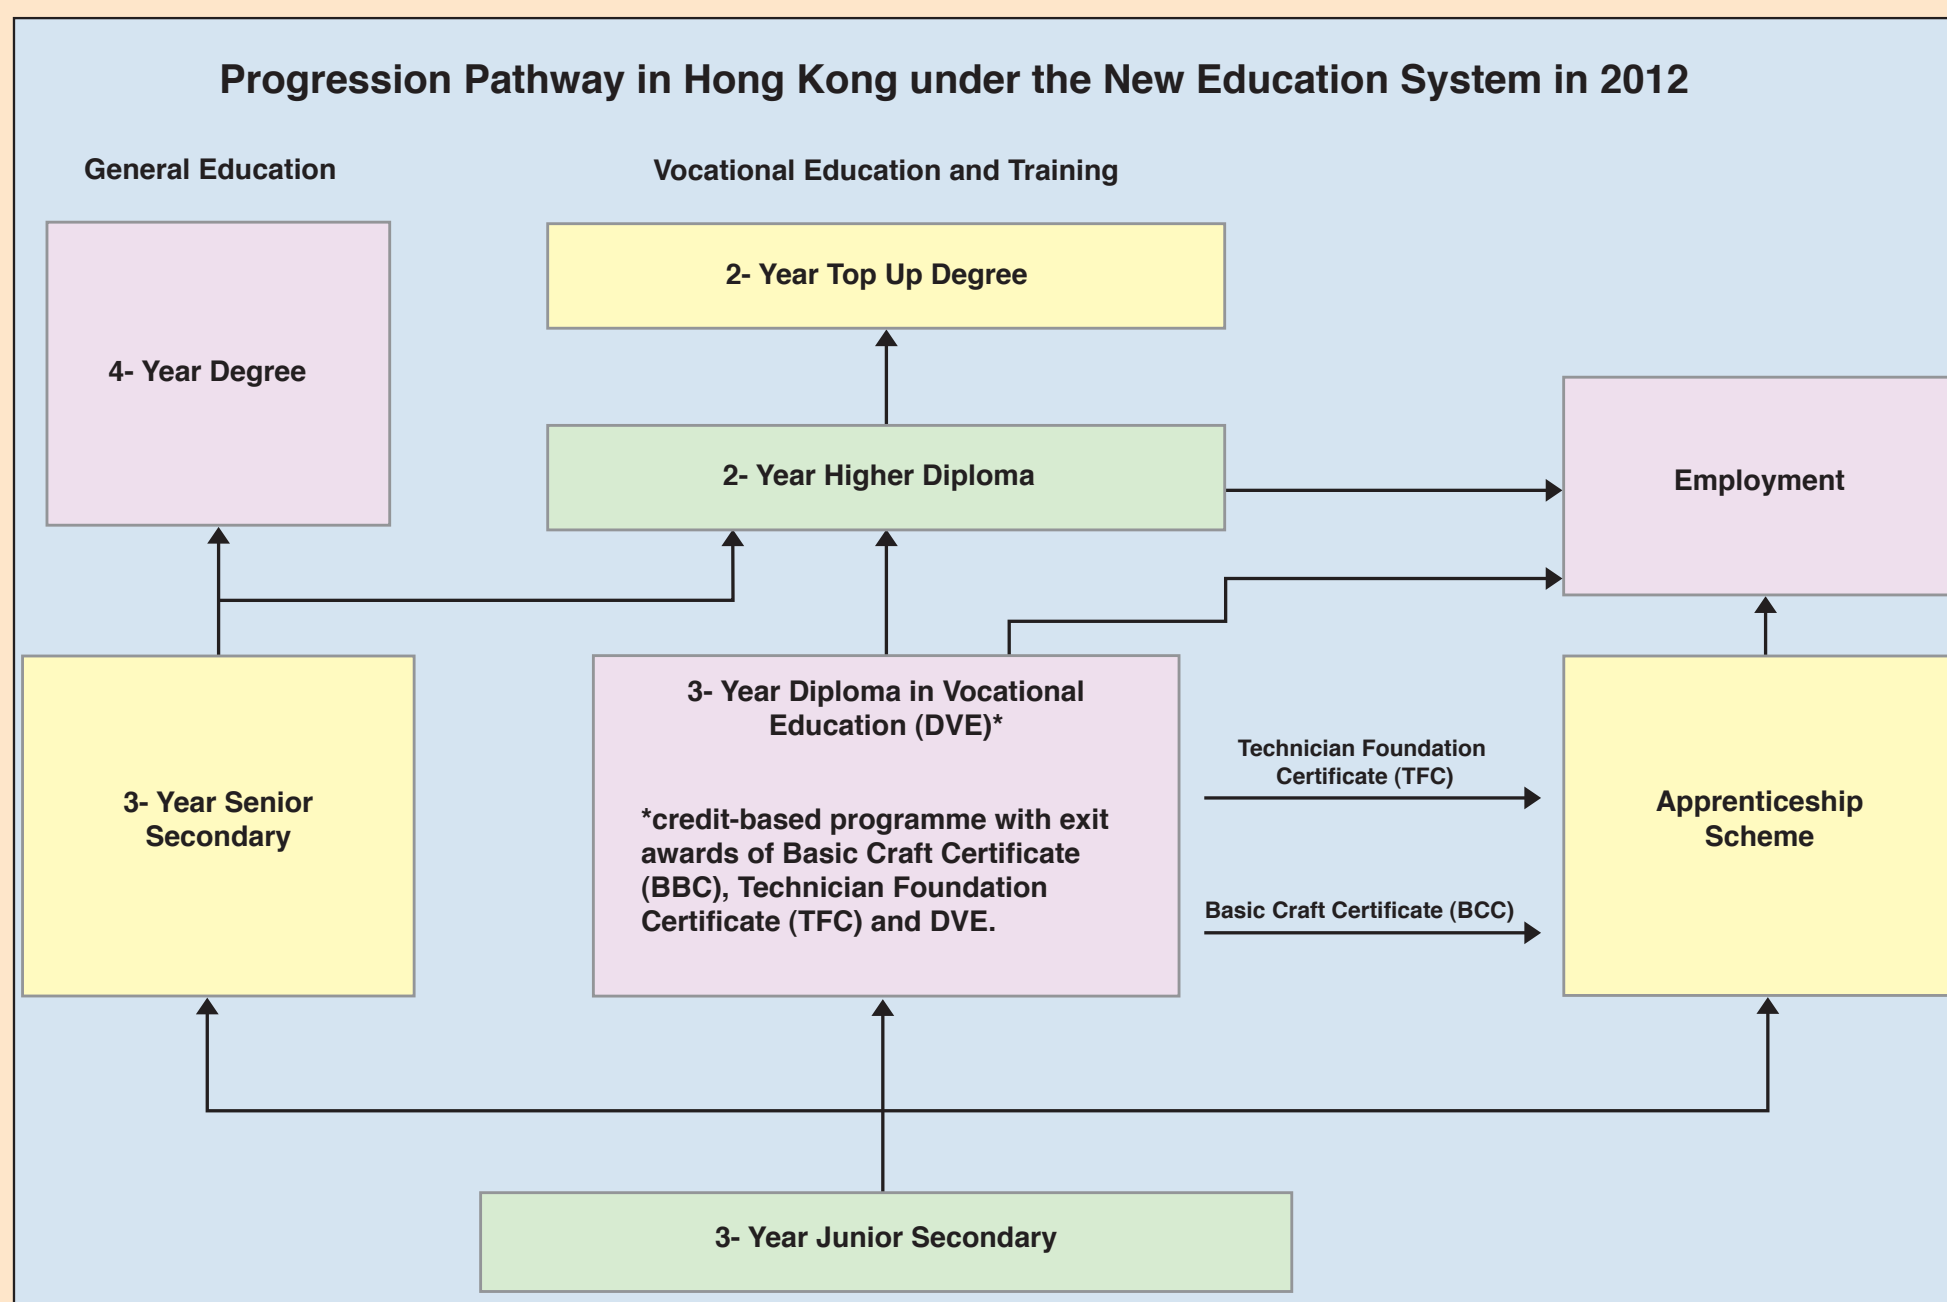 Progression Pathway in Hong Kong under the New Education System in 2012
General Education
Vocational Education and Training
4- Year Degree
2- Year Top Up Degree
2- Year Higher Diploma
Employment
3- Year Senior
Secondary
3- Year Diploma in Vocational
Education (DVE)*
*credit-based programme with exit
awards of Basic Craft Certificate
(BBC), Technician Foundation
Certificate (TFC) and DVE.
Technician Foundation
Certificate (TFC)
Basic Craft Certificate (BCC)
Apprenticeship
Scheme
3- Year Junior Secondary